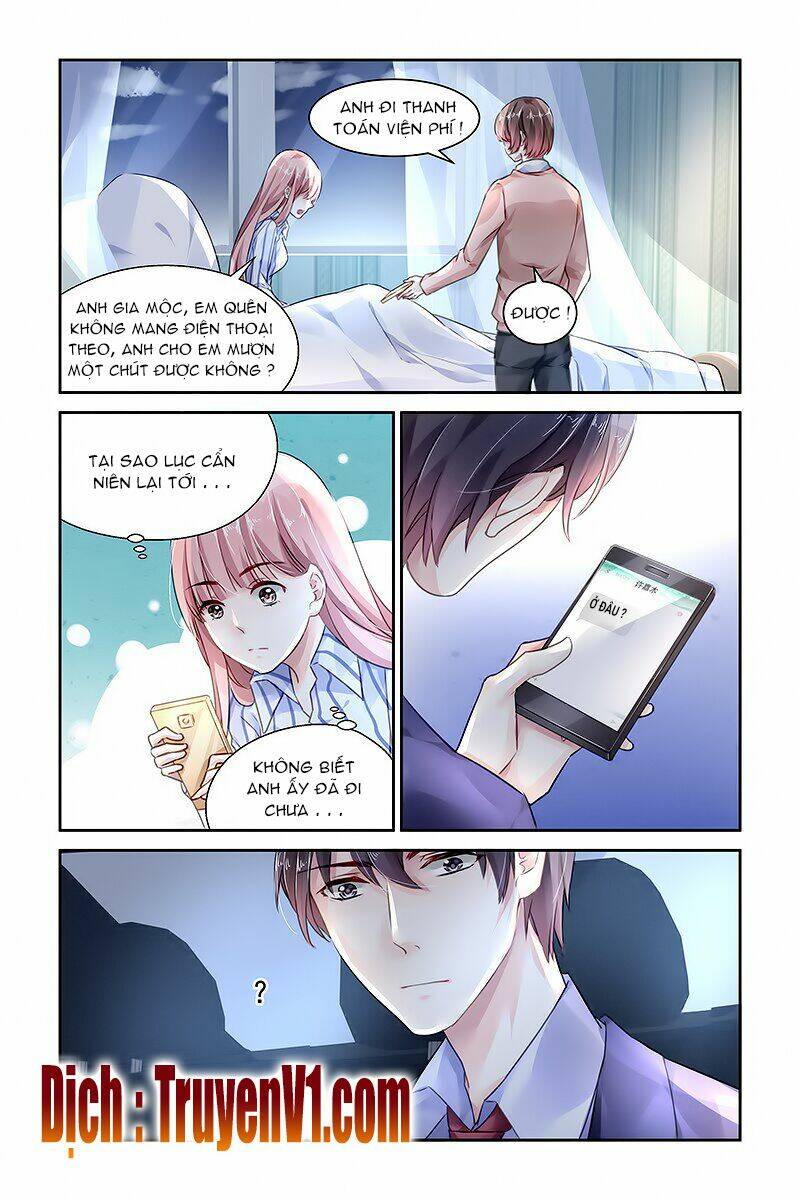 ANH ĐI THANH
TOÁN VIỆN PHÍ !
ANH GIA MỘC, EM QUÊN
KHÔNG MANG ĐIỆN THOẠI
THEO, ANH CHO EM MƯỢN
MỘT CHÚT ĐƯỢC KHÔNG ?
ĐƯỢC !
TẠI SAO LỤC CẨN
NIÊN LẠI TỚI . . .
KHÔNG BIẾT
ANH ẤY ĐÃ ĐI
CHƯA . . .
许嘉木
Ở ĐÂU ?
?
Dịch : TruyenV1.com